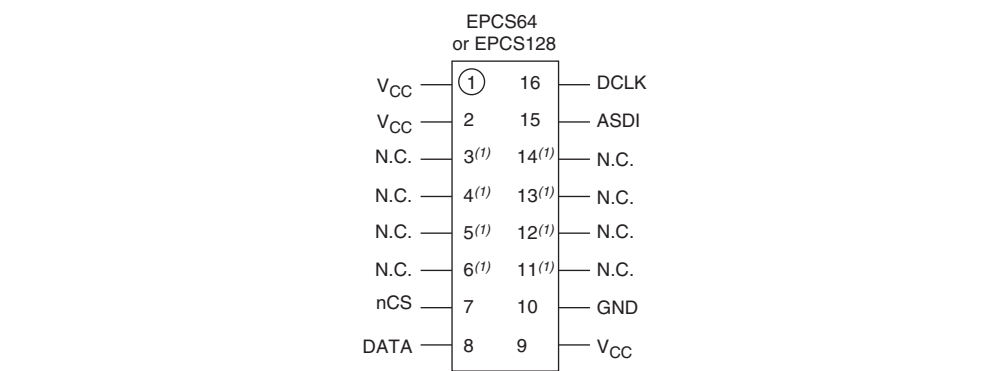 EPCS64
or EPCS128
VCC 1 16 DCLK
VCC 2 15 ASDI
N.C. 3(1) 14(1) N.C.
N.C. 4(1) 13(1) N.C.
N.C. 5(1) 12(1) N.C.
N.C. 6(1) 11(1) N.C.
nCS 7 10 GND
DATA 8 9 VCC